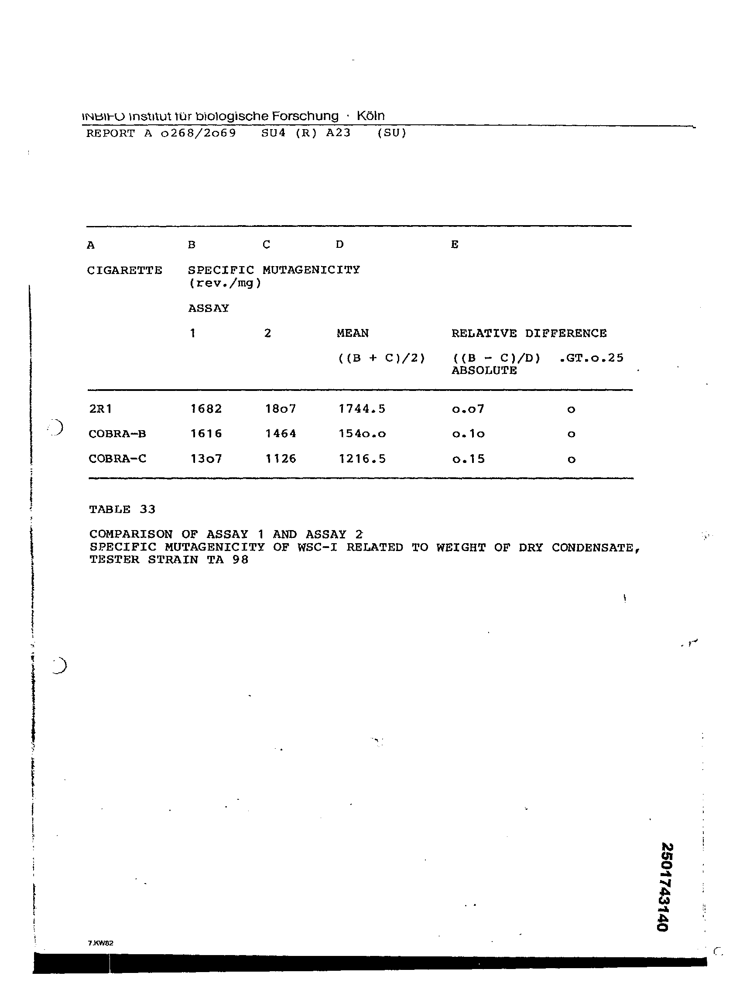 INBIFO Institut für biologische Forschung · Köln
REPORT A o268/2o69 SU4 (R) A23 (SU)
A B C D E
CIGARETTE SPECIFIC MUTAGENICITY
(rev./mg)
ASSAY
1 2 MEAN RELATIVE DIFFERENCE
((B + C)/2) ((B - C)/D) .GT.o.25
ABSOLUTE
2R1 1682 18o7 1744.5 o.o7 o
COBRA-B 1616 1464 154o.o o.1o o
COBRA-C 13o7 1126 1216.5 o.15 o
TABLE 33
COMPARISON OF ASSAY 1 AND ASSAY 2
SPECIFIC MUTAGENICITY OF WSC-I RELATED TO WEIGHT OF DRY CONDENSATE,
TESTER STRAIN TA 98
2501743140
7.KW82